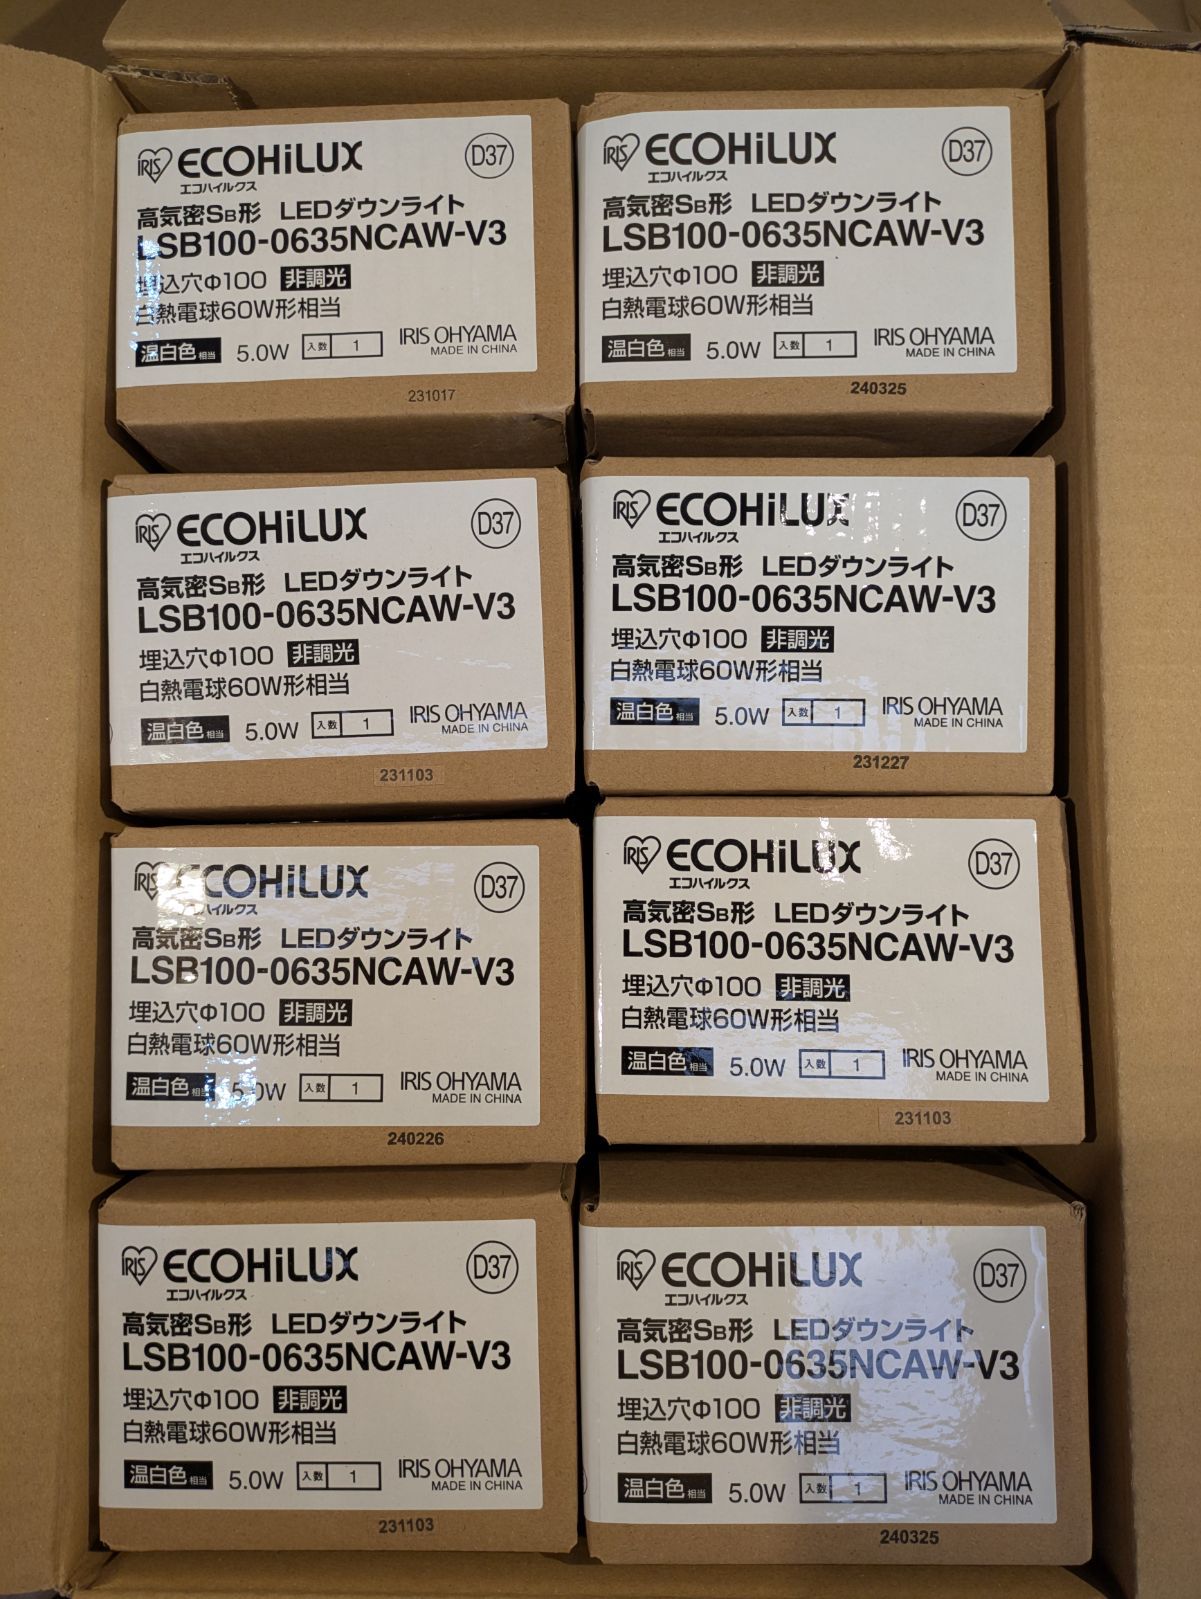 IRIS ECOHiLUX D37
エコハイルクス
高気密SB形 LEDダウンライト
LSB100-0635NCAW-V3
埋込穴Φ100 非調光
白熱電球60W形相当
温白色相当 5.0W 入数 1 IRIS OHYAMA
MADE IN CHINA
231017
IRIS ECOHiLUX D37
エコハイルクス
高気密SB形 LEDダウンライト
LSB100-0635NCAW-V3
埋込穴Φ100 非調光
白熱電球60W形相当
温白色相当 5.0W 入数 1 IRIS OHYAMA
MADE IN CHINA
240325
IRIS ECOHiLUX D37
エコハイルクス
高気密SB形 LEDダウンライト
LSB100-0635NCAW-V3
埋込穴Φ100 非調光
白熱電球60W形相当
温白色相当 5.0W 入数 1 IRIS OHYAMA
MADE IN CHINA
231103
IRIS ECOHiLUX D37
エコハイルクス
高気密SB形 LEDダウンライト
LSB100-0635NCAW-V3
埋込穴Φ100 非調光
白熱電球60W形相当
温白色相当 5.0W 入数 1 IRIS OHYAMA
MADE IN CHINA
231227
IRIS ECOHiLUX D37
エコハイルクス
高気密SB形 LEDダウンライト
LSB100-0635NCAW-V3
埋込穴Φ100 非調光
白熱電球60W形相当
温白色相当 5.0W 入数 1 IRIS OHYAMA
MADE IN CHINA
240226
IRIS ECOHiLUX D37
エコハイルクス
高気密SB形 LEDダウンライト
LSB100-0635NCAW-V3
埋込穴Φ100 非調光
白熱電球60W形相当
温白色相当 5.0W 入数 1 IRIS OHYAMA
MADE IN CHINA
231103
IRIS ECOHiLUX D37
エコハイルクス
高気密SB形 LEDダウンライト
LSB100-0635NCAW-V3
埋込穴Φ100 非調光
白熱電球60W形相当
温白色相当 5.0W 入数 1 IRIS OHYAMA
MADE IN CHINA
231103
IRIS ECOHiLUX D37
エコハイルクス
高気密SB形 LEDダウンライト
LSB100-0635NCAW-V3
埋込穴Φ100 非調光
白熱電球60W形相当
温白色相当 5.0W 入数 1 IRIS OHYAMA
MADE IN CHINA
240325